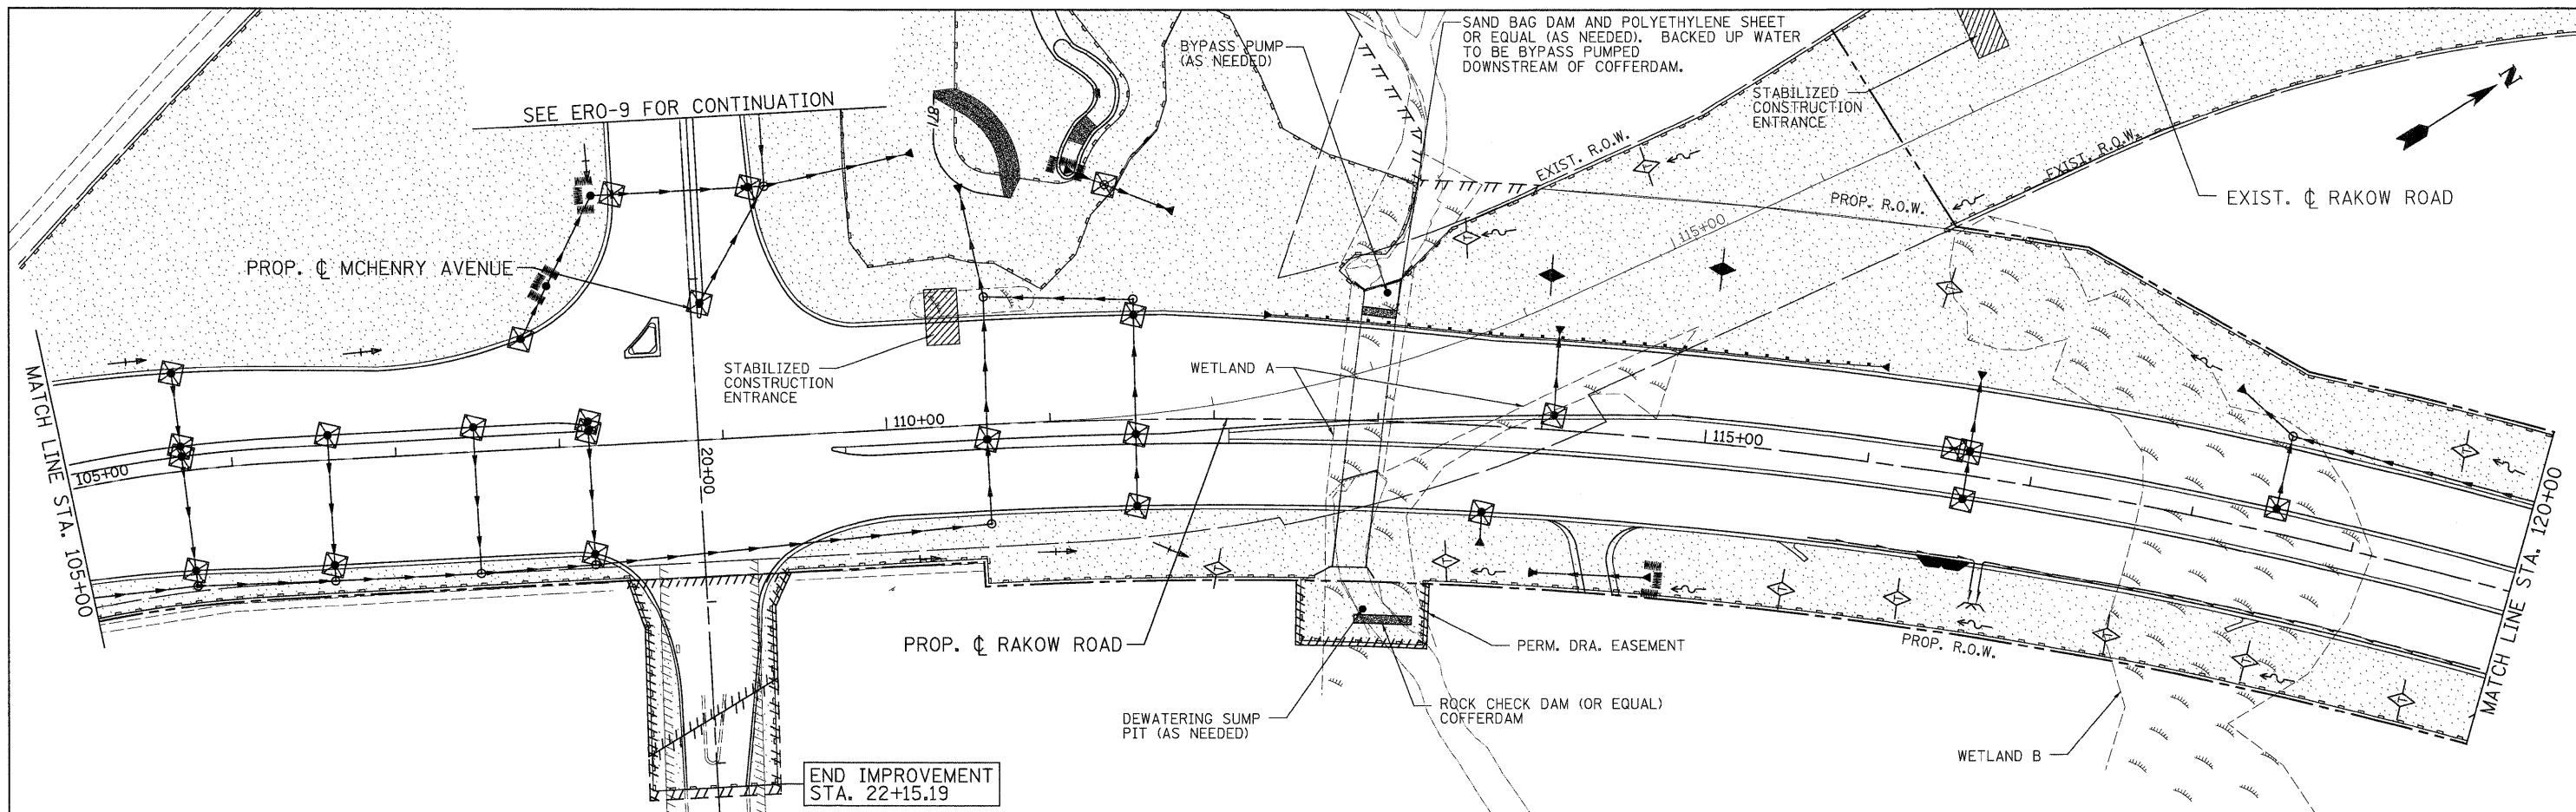 SAND BAG DAM AND POLYETHYLENE SHEET
OR EQUAL (AS NEEDED). BACKED UP WATER
TO BE BYPASS PUMPED
DOWNSTREAM OF COFFERDAM.
BYPASS PUMP
(AS NEEDED)
STABILIZED
CONSTRUCTION
ENTRANCE
N
SEE ERO-9 FOR CONTINUATION
871
EXIST. R.O.W.
EXIST. R.O.W.
PROP. R.O.W.
EXIST. ℄ RAKOW ROAD
115+00
PROP. ℄ MCHENRY AVENUE
STABILIZED
CONSTRUCTION
ENTRANCE
WETLAND A
110+00
115+00
105+00
20+00
MATCH LINE STA. 105+00
MATCH LINE STA. 120+00
PROP. ℄ RAKOW ROAD
PERM. DRA. EASEMENT
PROP. R.O.W.
ROCK CHECK DAM (OR EQUAL)
COFFERDAM
DEWATERING SUMP
PIT (AS NEEDED)
WETLAND B
END IMPROVEMENT
STA. 22+15.19